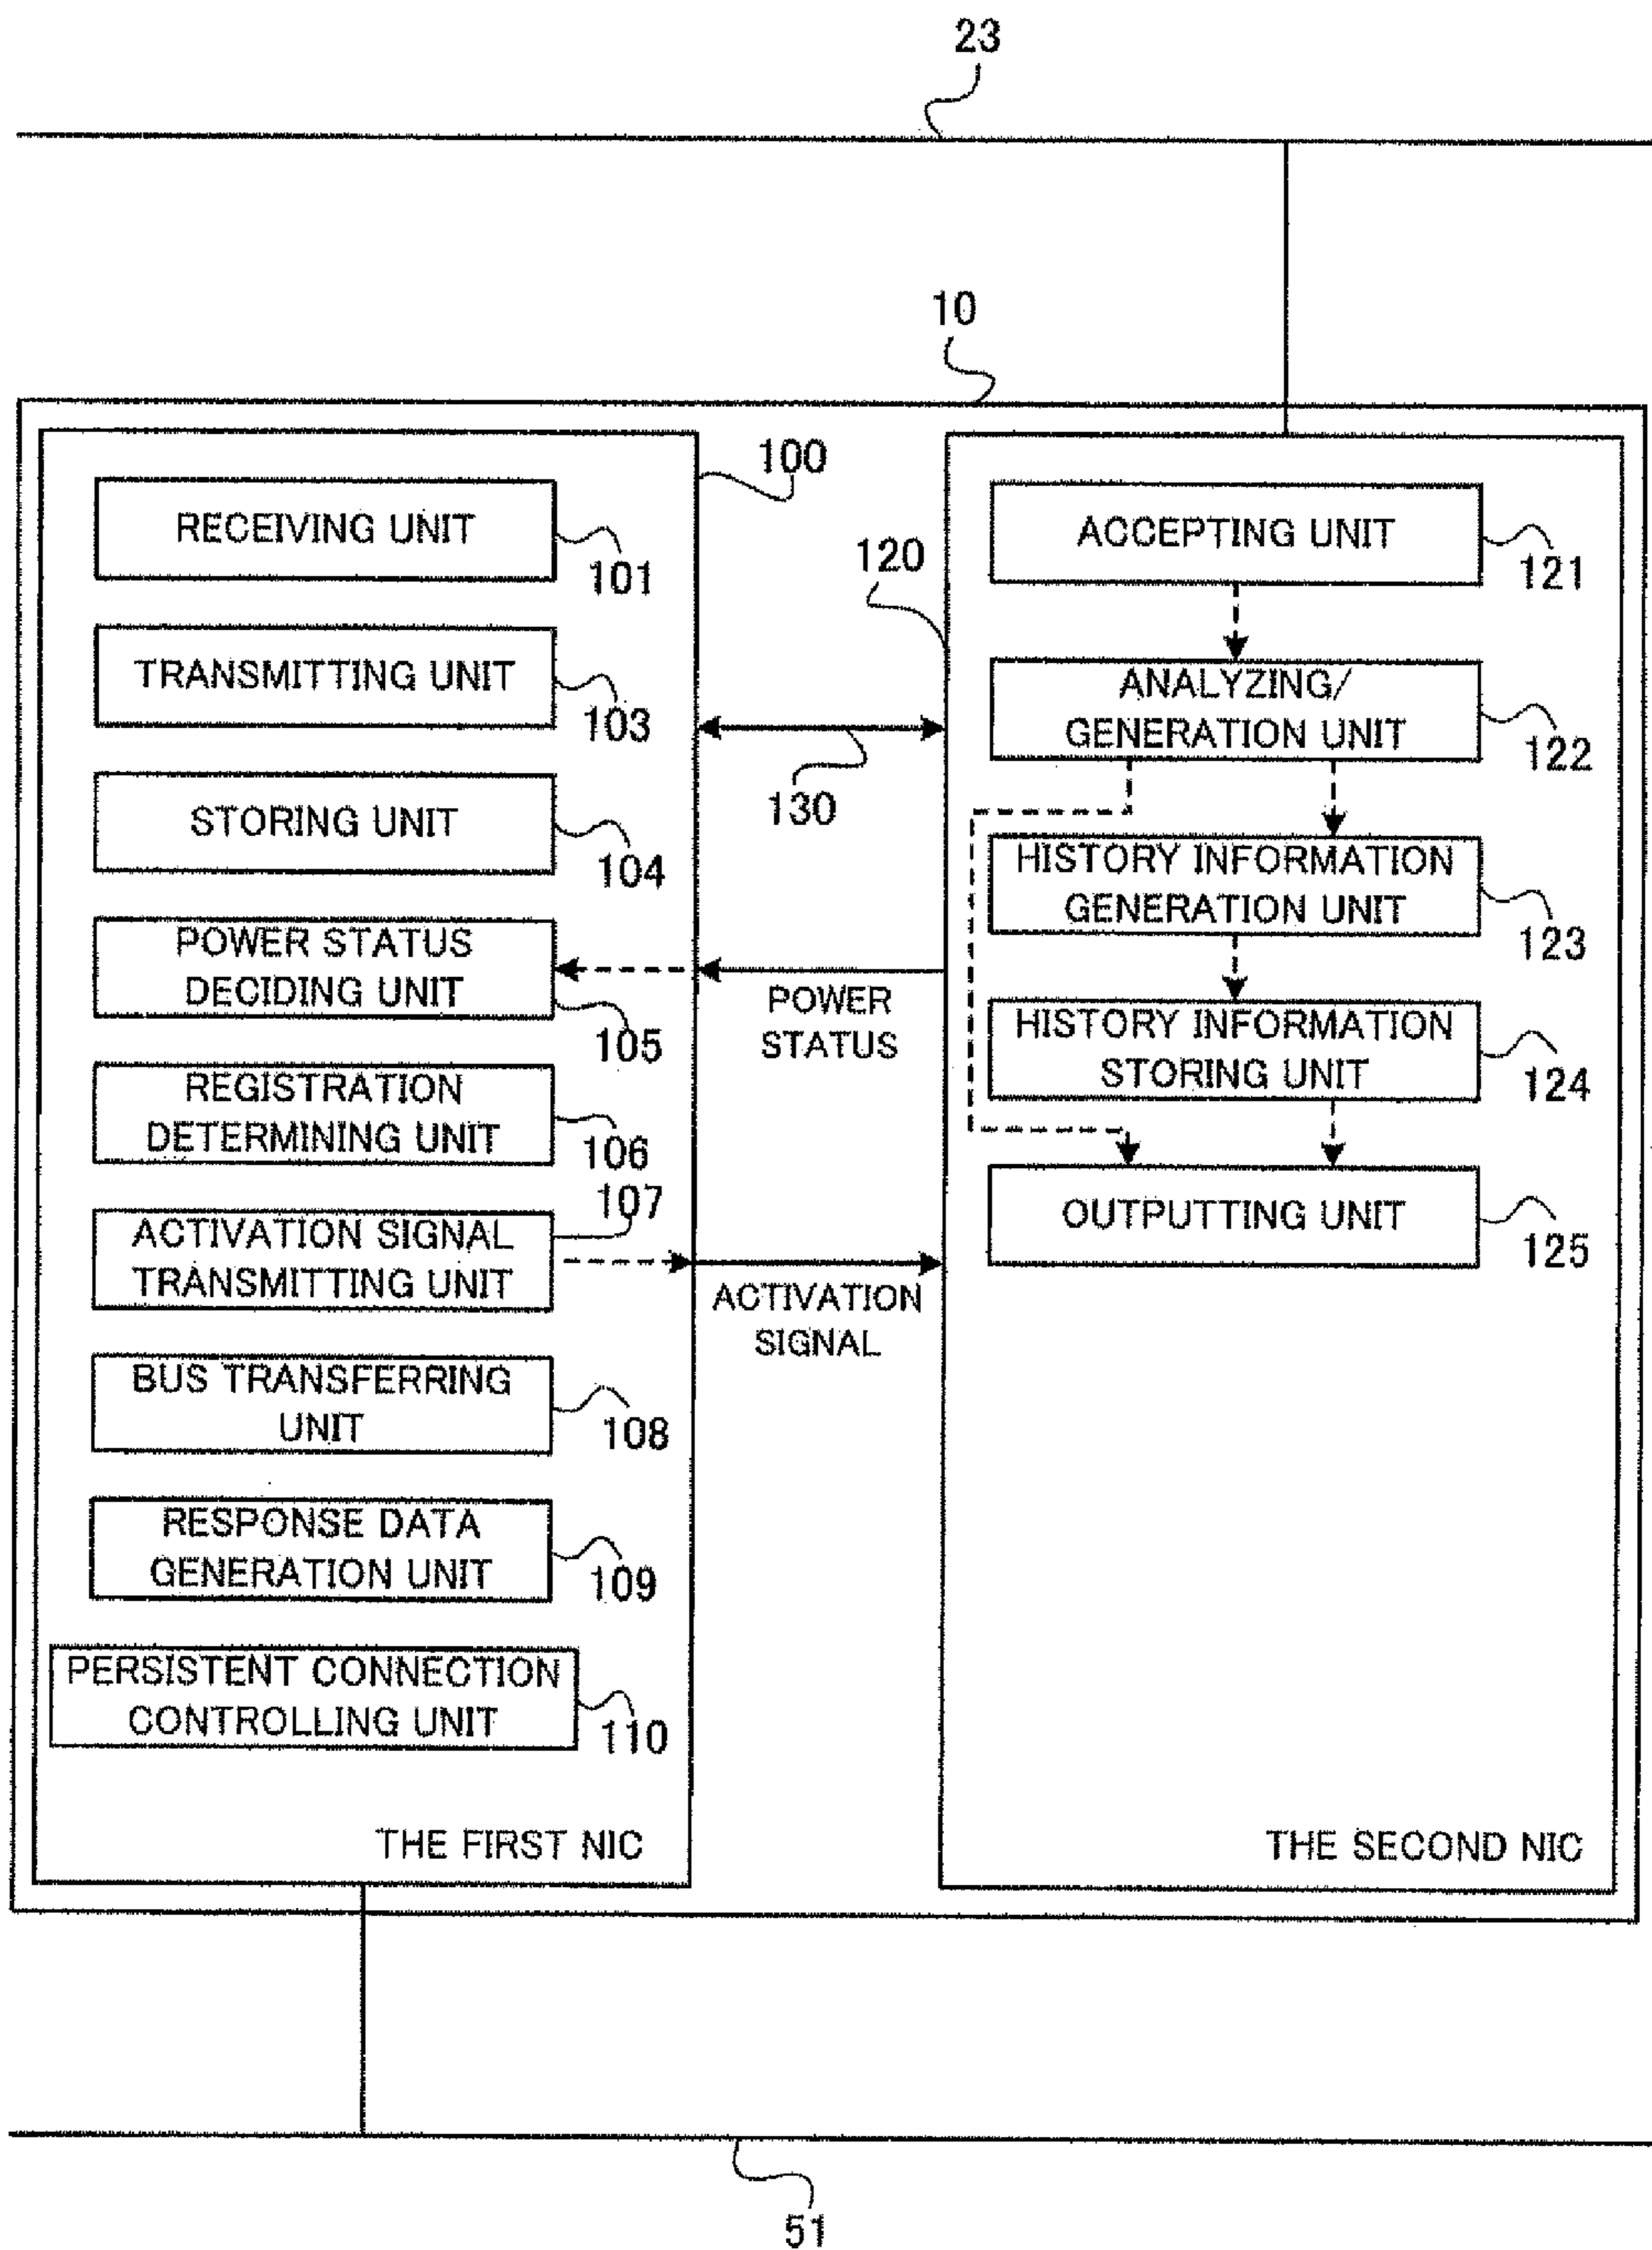 23
10
100
RECEIVING UNIT
101
TRANSMITTING UNIT
103
STORING UNIT
104
POWER STATUS
DECIDING UNIT
105
REGISTRATION
DETERMINING UNIT
106
107
ACTIVATION SIGNAL
TRANSMITTING UNIT
BUS TRANSFERRING
UNIT
108
RESPONSE DATA
GENERATION UNIT
109
PERSISTENT CONNECTION
CONTROLLING UNIT
110
THE FIRST NIC
120
130
POWER
STATUS
ACTIVATION
SIGNAL
ACCEPTING UNIT
121
ANALYZING/
GENERATION UNIT
122
HISTORY INFORMATION
GENERATION UNIT
123
HISTORY INFORMATION
STORING UNIT
124
OUTPUTTING UNIT
125
THE SECOND NIC
51